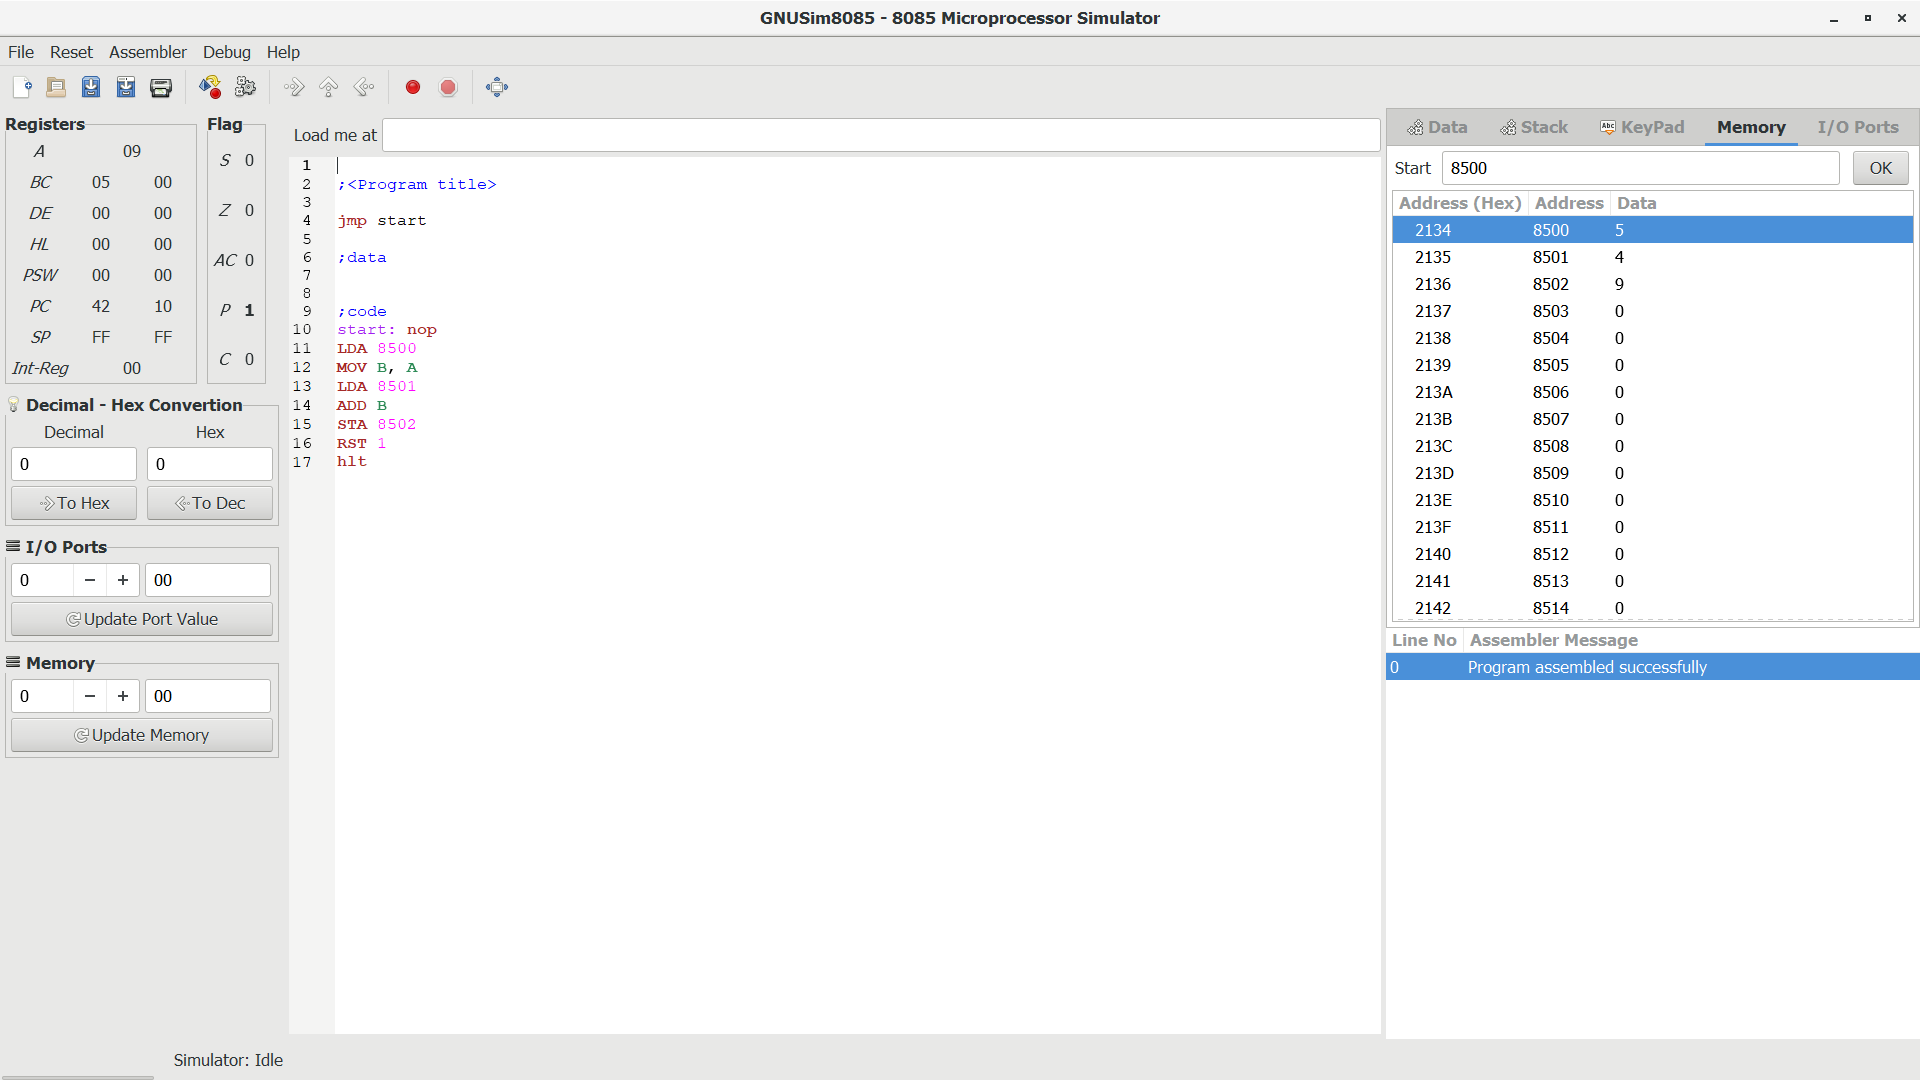 GNUSim8085 - 8085 Microprocessor Simulator
File Reset Assembler Debug Help
Registers
A 09
BC 05 00
DE 00 00
HL 00 00
PSW 00 00
PC 42 10
SP FF FF
Int-Reg 00
Flag
S 0
Z 0
AC 0
P 1
C 0
Decimal - Hex Convertion
Decimal Hex
0 0
To Hex To Dec
I/O Ports
0 − + 00
Update Port Value
Memory
0 − + 00
Update Memory
Load me at
1
2 ;<Program title>
3
4 jmp start
5
6 ;data
7
8
9 ;code
10 start: nop
11 LDA 8500
12 MOV B, A
13 LDA 8501
14 ADD B
15 STA 8502
16 RST 1
17 hlt
Data Stack Abc KeyPad Memory I/O Ports
Start 8500 OK
Address (Hex) Address Data
2134 8500 5
2135 8501 4
2136 8502 9
2137 8503 0
2138 8504 0
2139 8505 0
213A 8506 0
213B 8507 0
213C 8508 0
213D 8509 0
213E 8510 0
213F 8511 0
2140 8512 0
2141 8513 0
2142 8514 0
Line No Assembler Message
0 Program assembled successfully
Simulator: Idle